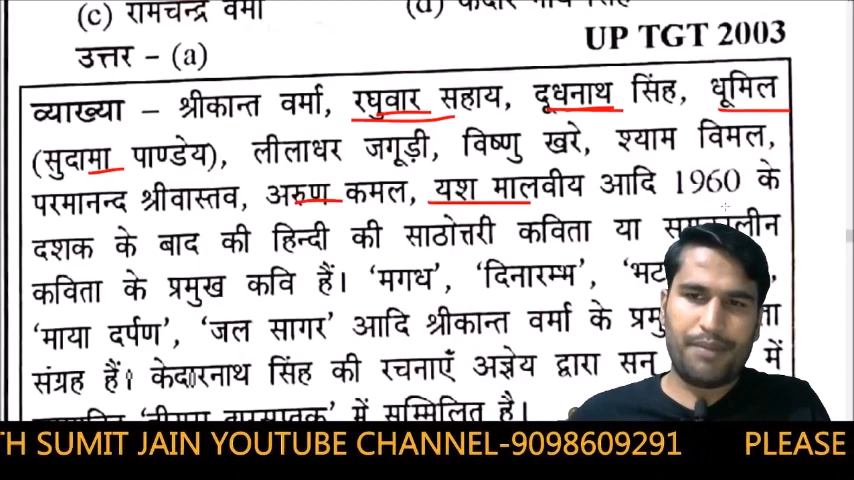 (c) रामचन्द्र वर्मा (d) केदार नाथ सिंह
उत्तर – (a) UP TGT 2003
व्याख्या – श्रीकान्त वर्मा, रघुवार सहाय, दूधनाथ सिंह, धूमिल
(सुदामा पाण्डेय), लीलाधर जगूड़ी, विष्णु खरे, श्याम विमल,
परमानन्द श्रीवास्तव, अरुण कमल, यश मालवीय आदि 1960 के
दशक के बाद की हिन्दी की साठोत्तरी कविता या समकालीन
कविता के प्रमुख कवि हैं। ‘मगध’, ‘दिनारम्भ’,
‘माया दर्पण’, ‘जल सागर’ आदि श्रीकान्त वर्मा के
संग्रह हैं। केदारनाथ सिंह की रचनाएँ अज्ञेय द्वारा सन् में
में सम्मिलित है।
TH SUMIT JAIN YOUTUBE CHANNEL-9098609291 PLEASE